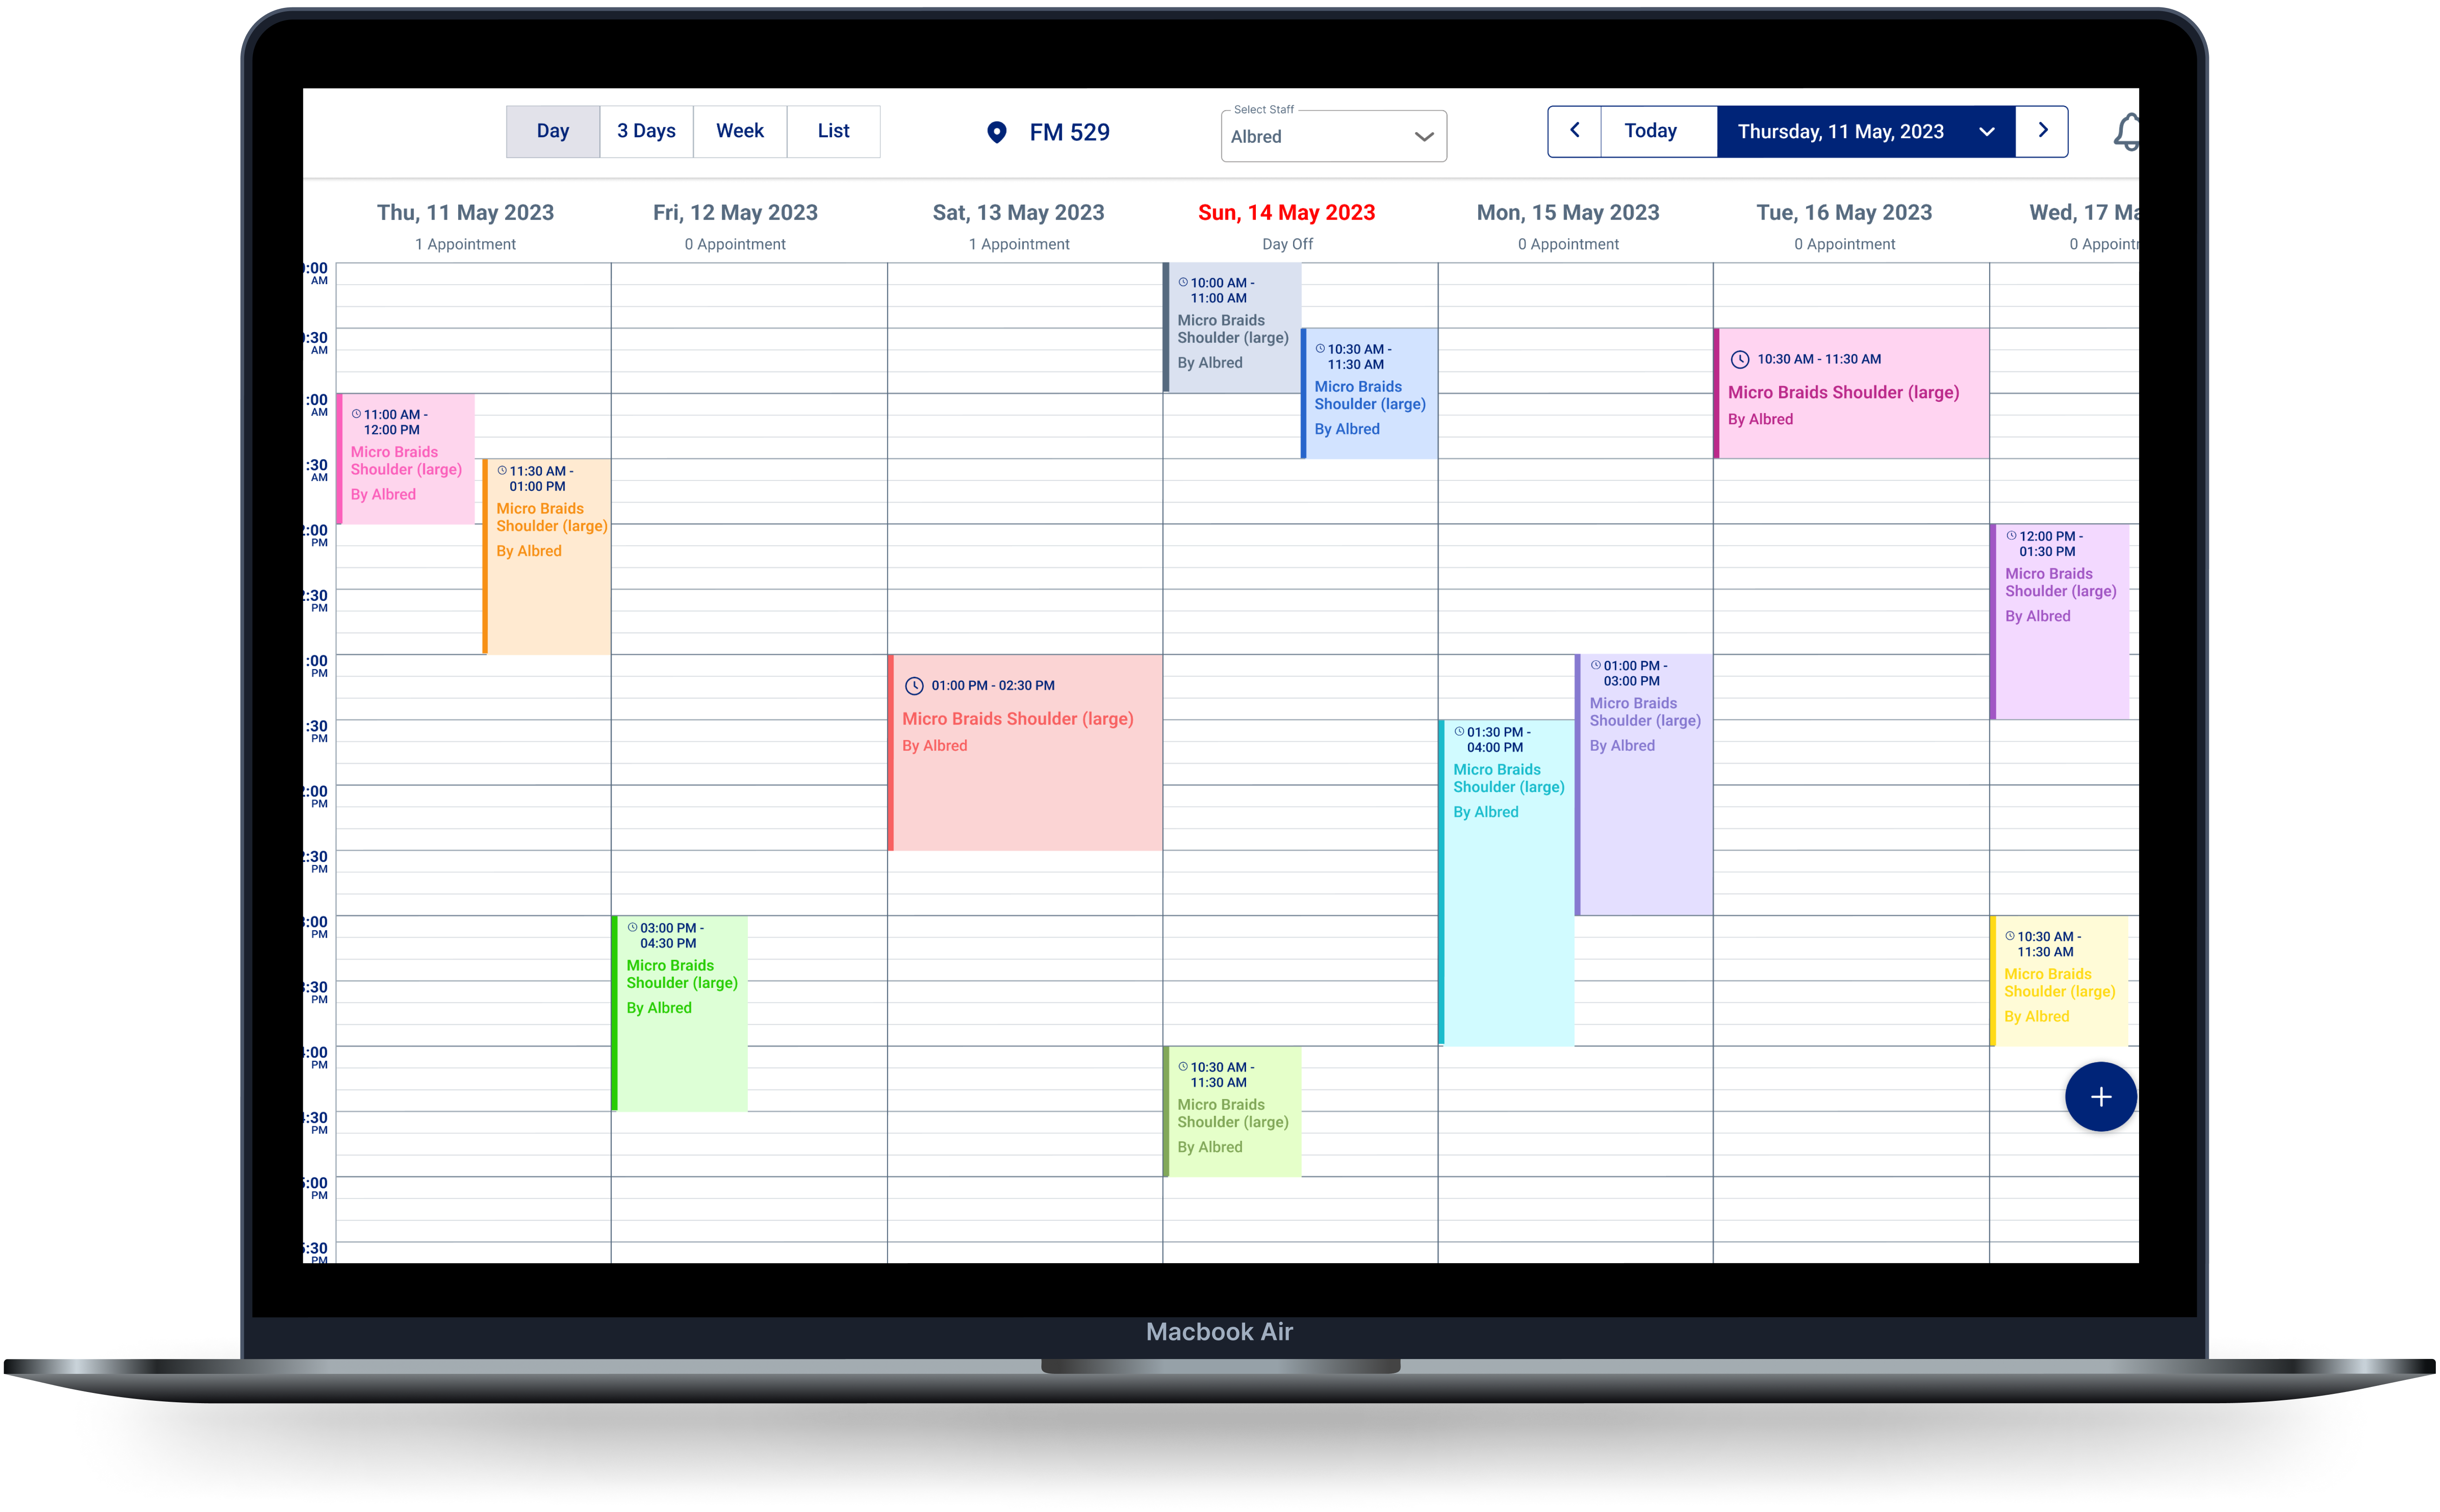 Day 3 Days Week List
FM 529
Select Staff
Albred
Today
Thursday, 11 May, 2023
Thu, 11 May 2023
1 Appointment
Fri, 12 May 2023
0 Appointment
Sat, 13 May 2023
1 Appointment
Sun, 14 May 2023
Day Off
Mon, 15 May 2023
0 Appointment
Tue, 16 May 2023
0 Appointment
Wed, 17
0
:00
AM
:30
AM
:00
AM
:30
AM
:00
PM
:30
PM
:00
PM
:30
PM
:00
PM
:30
PM
:00
PM
:30
PM
:00
PM
:30
PM
:00
PM
:30
PM
11:00 AM -
12:00 PM
Micro Braids
Shoulder (large)
By Albred
11:30 AM -
01:00 PM
Micro Braids
Shoulder (large)
By Albred
03:00 PM -
04:30 PM
Micro Braids
Shoulder (large)
By Albred
01:00 PM - 02:30 PM
Micro Braids Shoulder (large)
By Albred
10:00 AM -
11:00 AM
Micro Braids
Shoulder (large)
By Albred
10:30 AM -
11:30 AM
Micro Braids
Shoulder (large)
By Albred
10:30 AM -
11:30 AM
Micro Braids
Shoulder (large)
By Albred
01:30 PM -
04:00 PM
Micro Braids
Shoulder (large)
By Albred
01:00 PM -
03:00 PM
Micro Braids
Shoulder (large)
By Albred
10:30 AM - 11:30 AM
Micro Braids Shoulder (large)
By Albred
12:00 PM -
01:30 PM
Micro Braids
Shoulder (large)
By Albred
10:30 AM -
11:30 AM
Micro Braids
Shoulder (large)
By Albred
Macbook Air